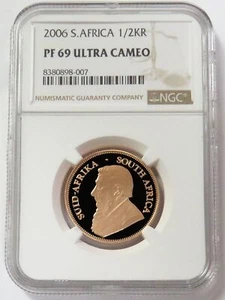 2006 S.AFRICA 1/2KR
PF 69 ULTRA CAMEO
8380898-007
NUMISMATIC GUARANTY COMPANY
NGC
SUID-AFRIKA · SOUTH AFRICA